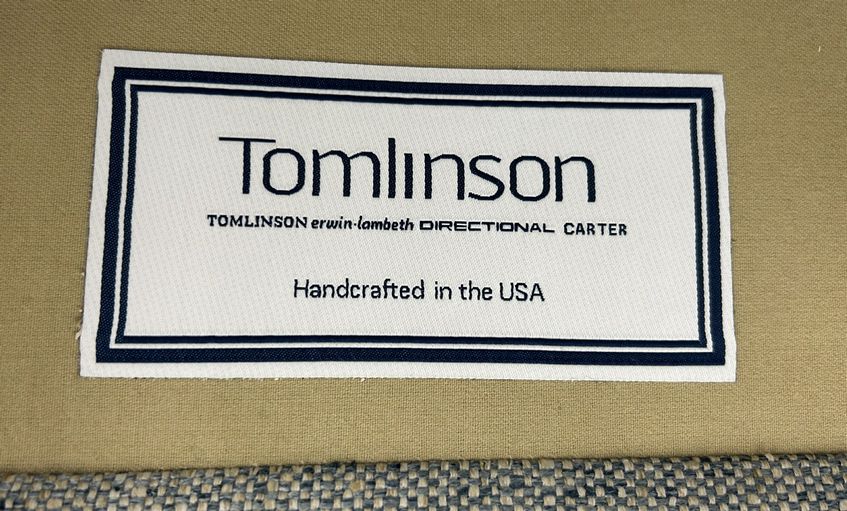 Tomlinson
TOMLINSON erwin-lambeth DIRECTIONAL CARTER
Handcrafted in the USA